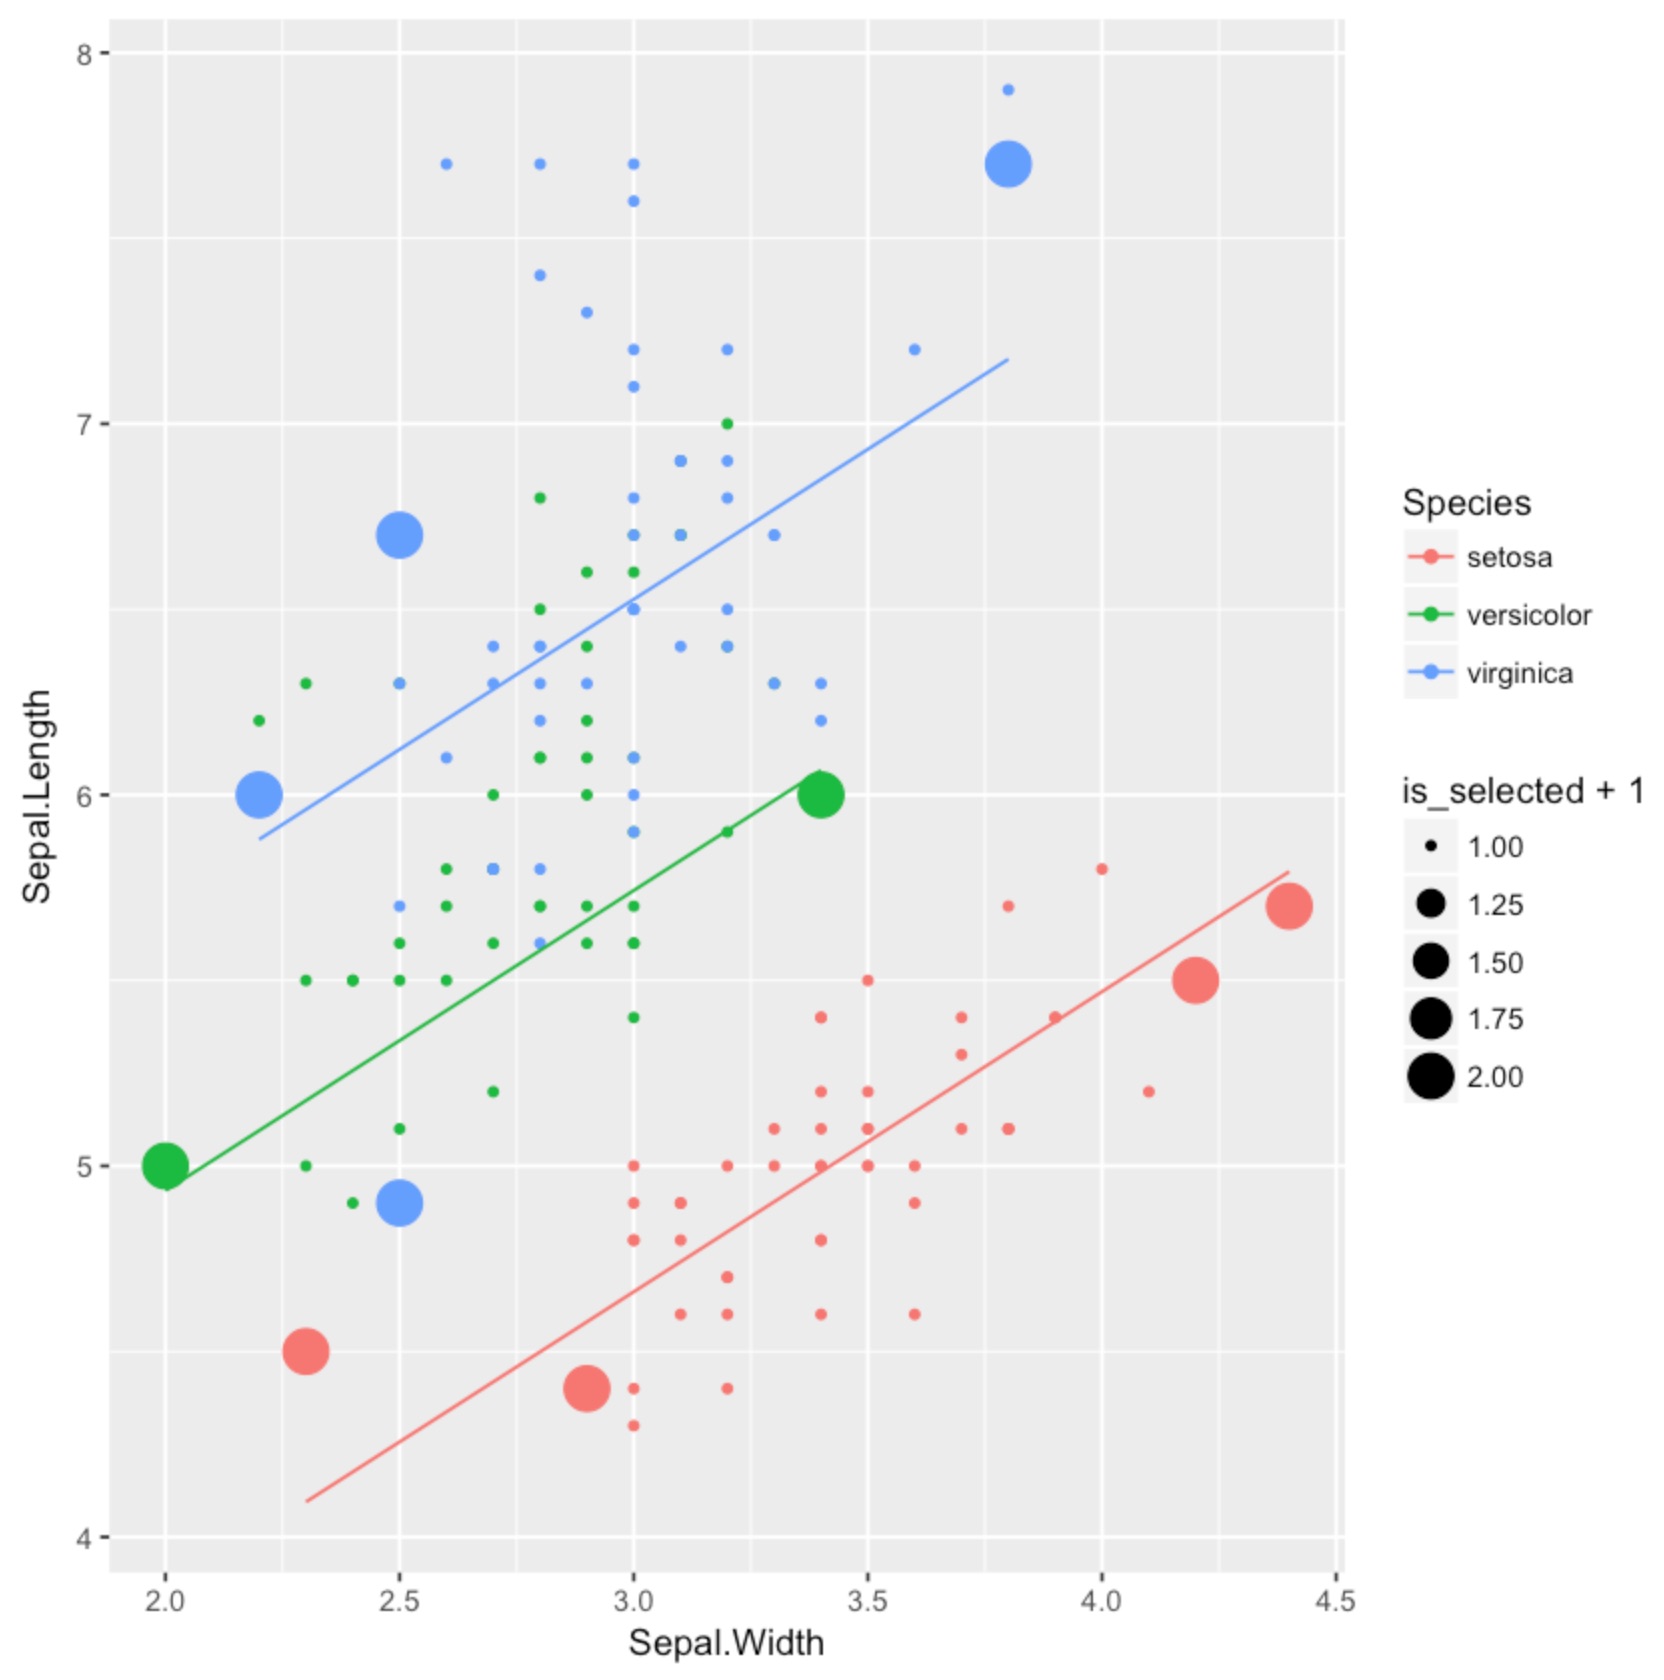 8
7
6
5
4
Sepal.Length
2.0 2.5 3.0 3.5 4.0 4.5
Sepal.Width
Species
setosa
versicolor
virginica
is_selected + 1
1.00
1.25
1.50
1.75
2.00